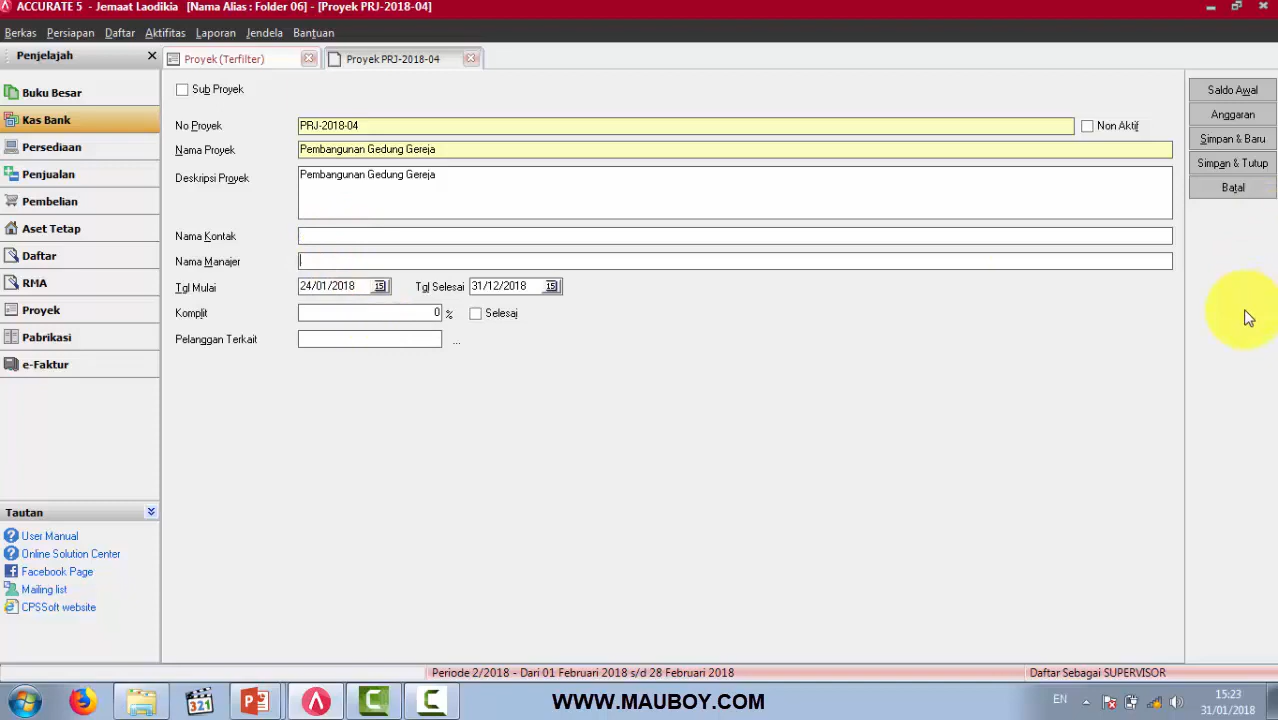 ACCURATE 5 - Jemaat Laodikia [Nama Alias : Folder 06] - [Proyek PRJ-2018-04]
Berkas Persiapan Daftar Aktifitas Laporan Jendela Bantuan
Penjelajah
Proyek (Terfilter)
Proyek PRJ-2018-04
Buku Besar
Kas Bank
Persediaan
Penjualan
Pembelian
Aset Tetap
Daftar
RMA
Proyek
Pabrikasi
e-Faktur
Tautan
User Manual
Online Solution Center
Facebook Page
Mailing list
CPSSoft website
Sub Proyek
No Proyek PRJ-2018-04 Non Aktif
Nama Proyek Pembangunan Gedung Gereja
Deskripsi Proyek Pembangunan Gedung Gereja
Nama Kontak
Nama Manajer
Tgl Mulai 24/01/2018 15 Tgl Selesai 31/12/2018 15
Komplit 0 % Selesai
Pelanggan Terkait ...
Saldo Awal
Anggaran
Simpan & Baru
Simpan & Tutup
Batal
Periode 2/2018 - Dari 01 Februari 2018 s/d 28 Februari 2018
Daftar Sebagai SUPERVISOR
321
WWW.MAUBOY.COM
EN
15:23
31/01/2018